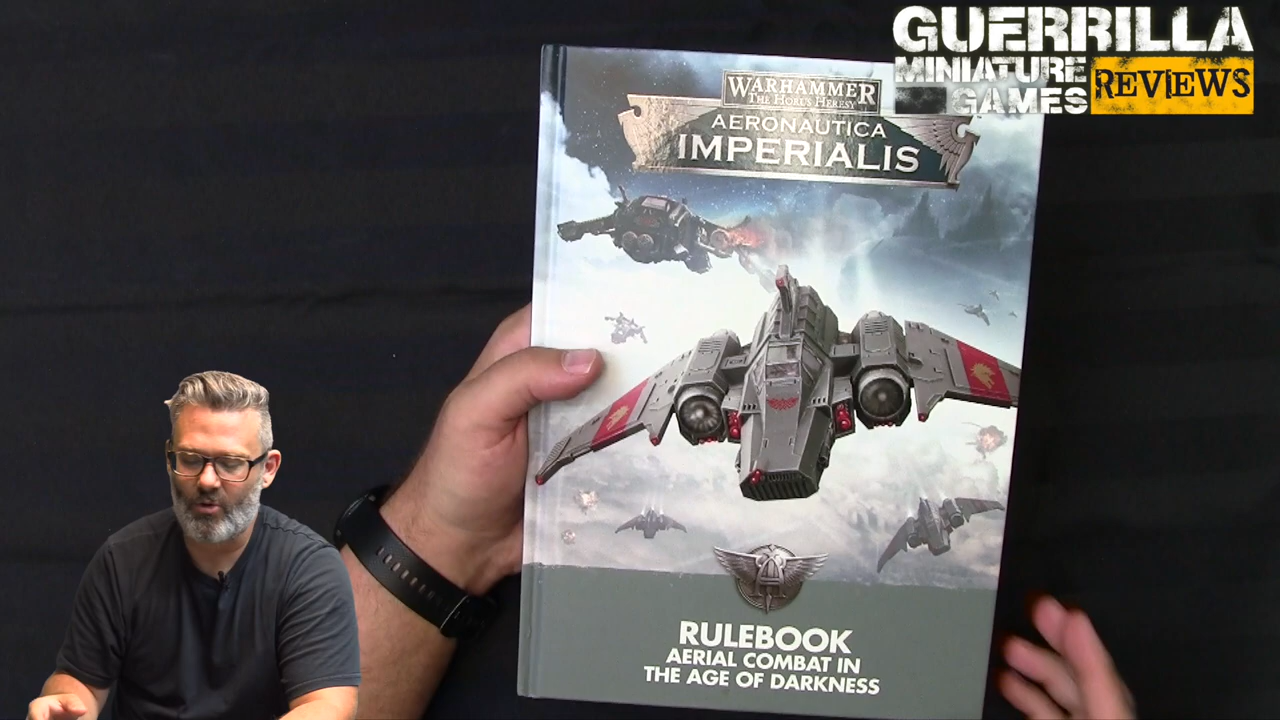 GUERRILLA
MINIATURE
GAMES
REVIEWS
WARHAMMER
THE HORUS HERESY
AERONAUTICA
IMPERIALIS
RULEBOOK
AERIAL COMBAT IN
THE AGE OF DARKNESS